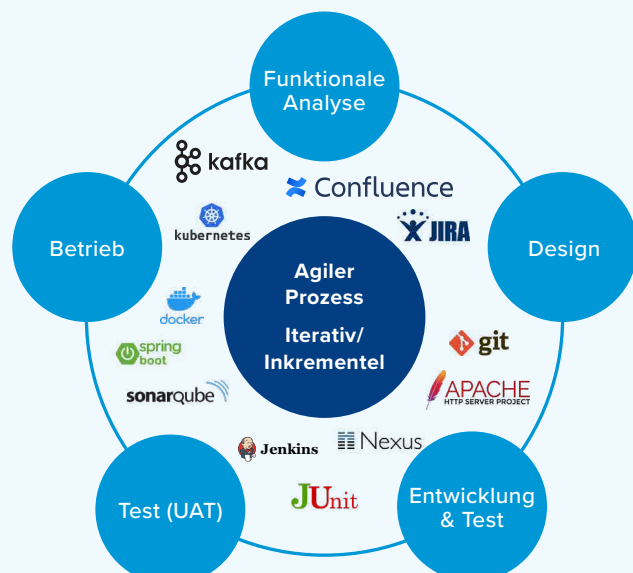 Funktionale
Analyse
kafka
Confluence
kubernetes
JIRA
Betrieb
Design
Agiler
Prozess
Iterativ/
Inkrementel
docker
spring
boot
git
sonarqube
APACHE
HTTP SERVER PROJECT
Jenkins
Nexus
Test (UAT)
JUnit
Entwicklung
& Test